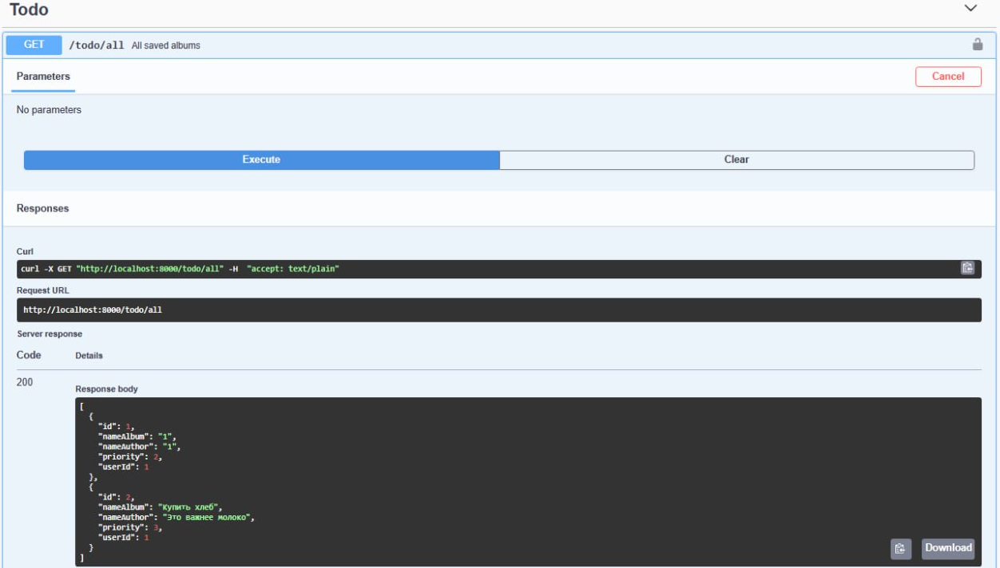 Todo
GET /todo/all All saved albums
Parameters
Cancel
No parameters
Execute
Clear
Responses
Curl
curl -X GET "http://localhost:8000/todo/all" -H  "accept: text/plain"
Request URL
http://localhost:8000/todo/all
Server response
Code
Details
200
Response body
[
  {
    "id": 1,
    "nameAlbum": "1",
    "nameAuthor": "1",
    "priority": 2,
    "userId": 1
  },
  {
    "id": 2,
    "nameAlbum": "Купить хлеб",
    "nameAuthor": "Это важнее молоко",
    "priority": 3,
    "userId": 1
  }
]
Download